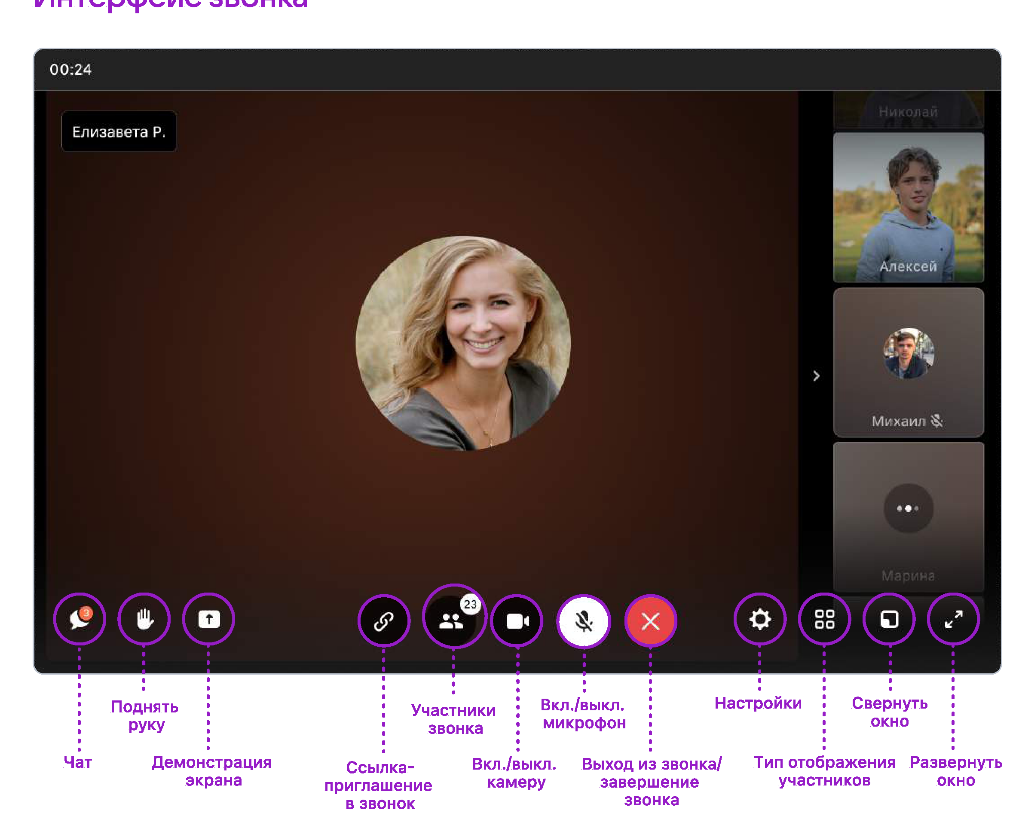 Интерфейс звонка
00:24
Елизавета Р.
Николай
Алексей
Михаил
Марина
3
23
Поднять
руку
Участники
звонка
Вкл./выкл.
микрофон
Настройки
Свернуть
окно
Чат
Демонстрация
экрана
Ссылка-
приглашение
в звонок
Вкл./выкл.
камеру
Выход из звонка/
завершение
звонка
Тип отображения
участников
Развернуть
окно